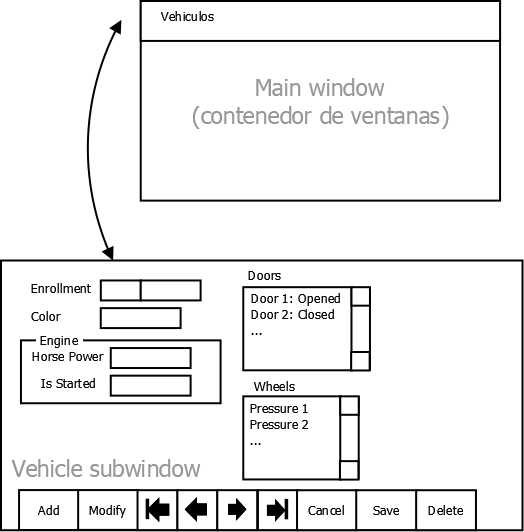 Vehiculos
Main window
(contenedor de ventanas)
Enrollment
Color
Engine
Horse Power
Is Started
Doors
Door 1: Opened
Door 2: Closed
...
Wheels
Pressure 1
Pressure 2
...
Vehicle subwindow
Add Modify Cancel Save Delete